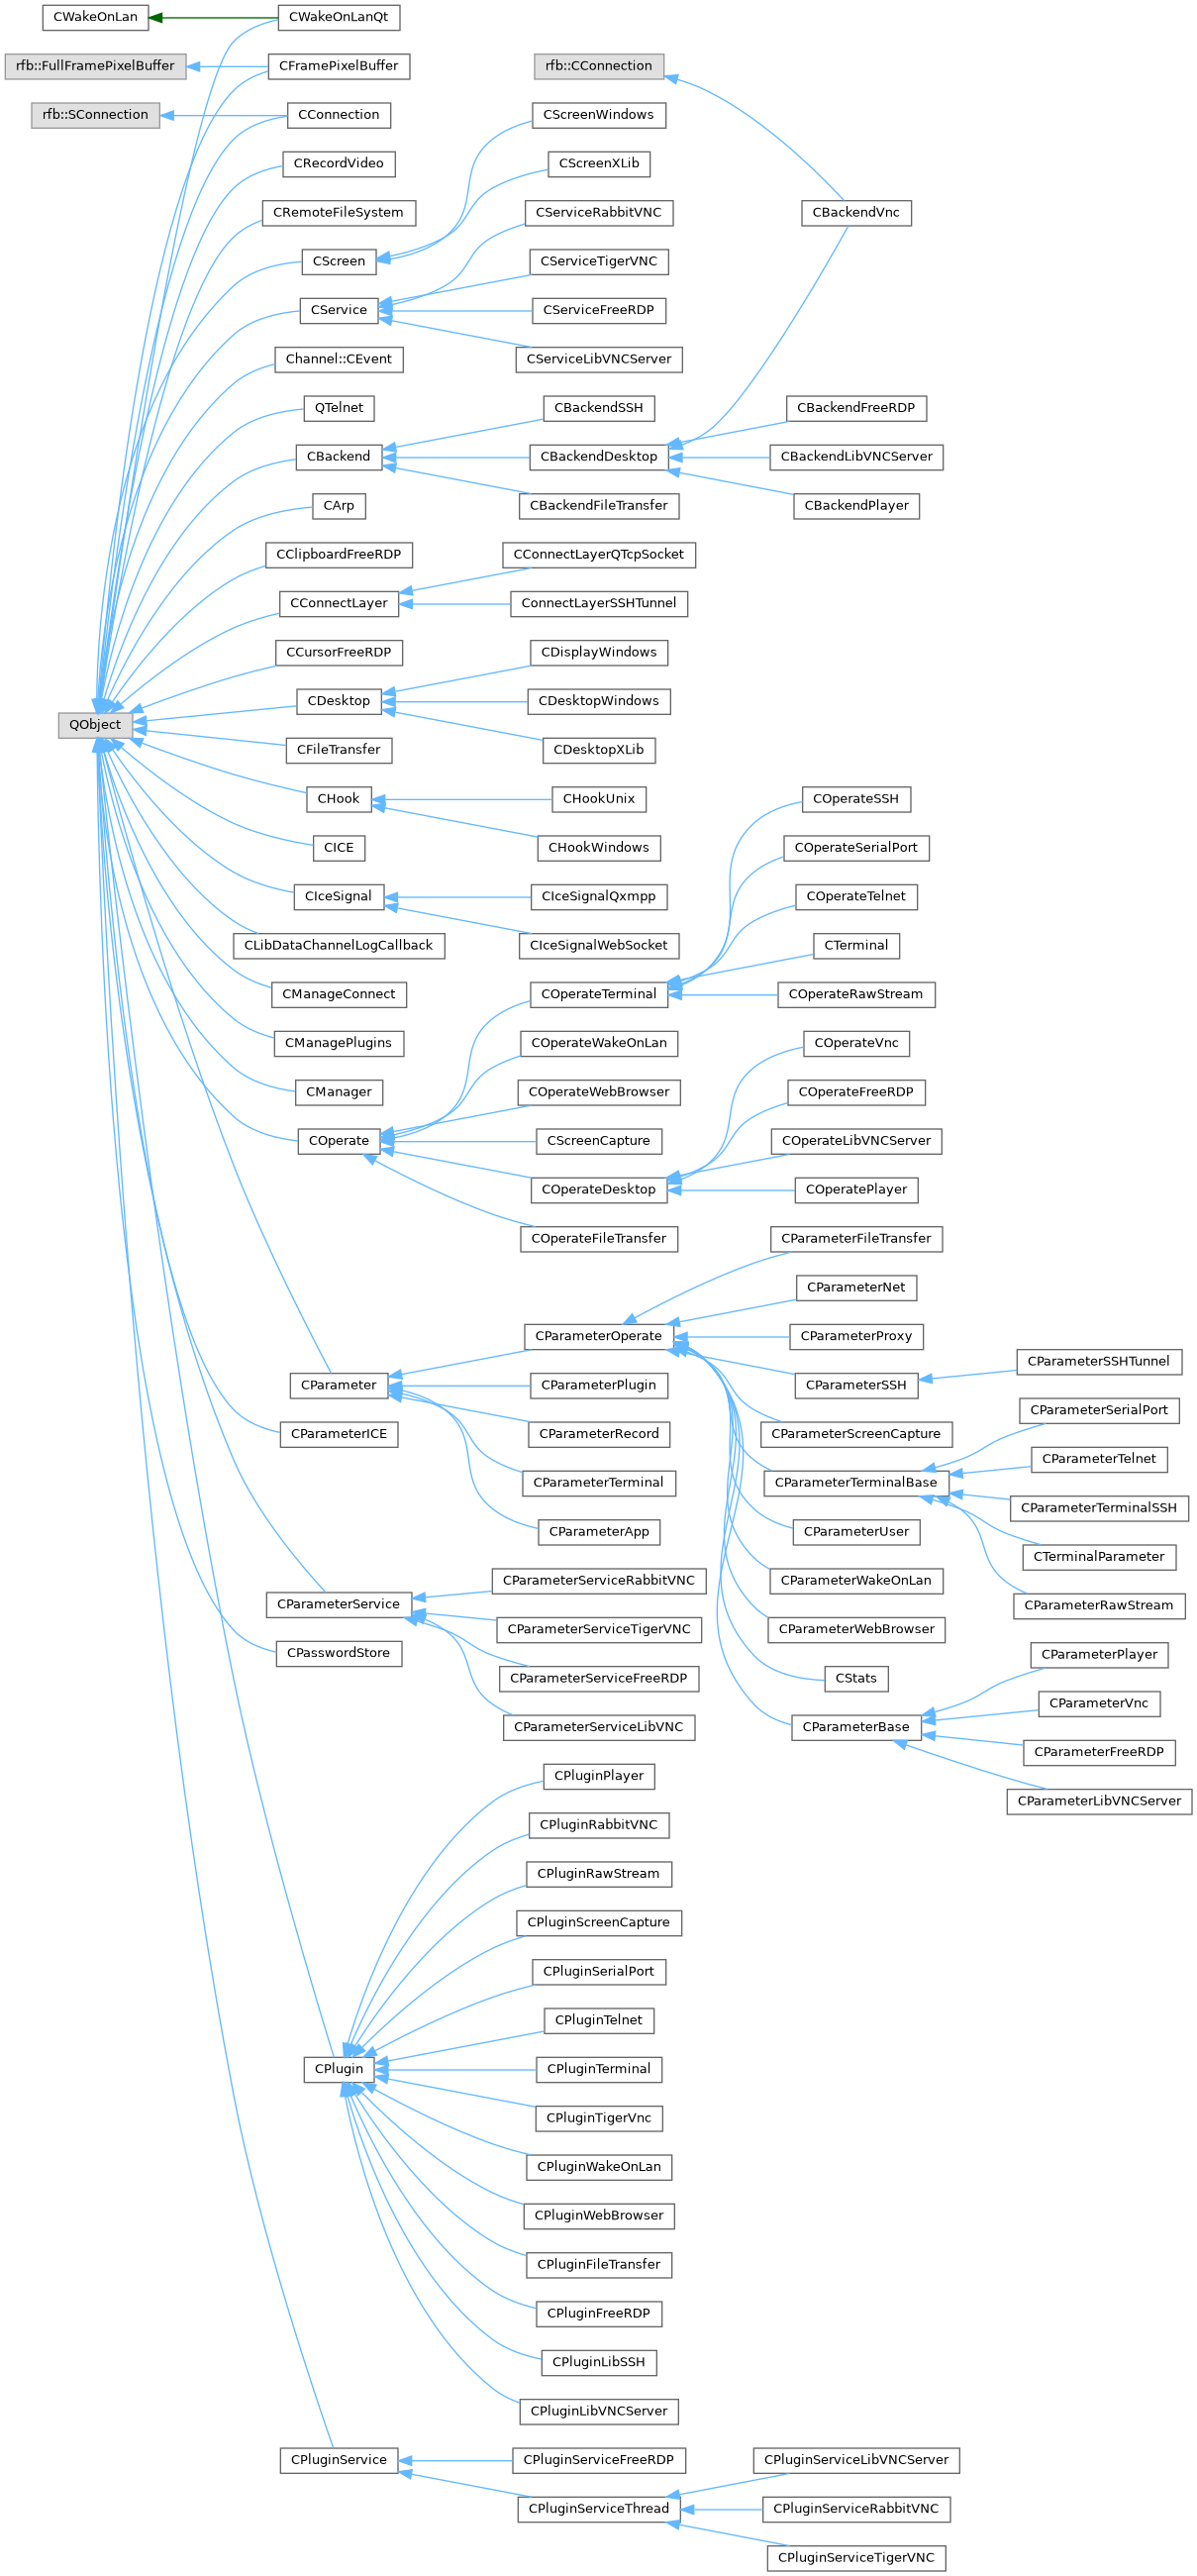 CWakeOnLan
CWakeOnLanQt
rfb::FullFramePixelBuffer
CFramePixelBuffer
rfb::CConnection
rfb::SConnection
CConnection
CScreenWindows
CRecordVideo
CScreenXLib
CRemoteFileSystem
CServiceRabbitVNC
CBackendVnc
CScreen
CServiceTigerVNC
CService
CServiceFreeRDP
Channel::CEvent
CServiceLibVNCServer
QTelnet
CBackendSSH
CBackendFreeRDP
CBackend
CBackendDesktop
CBackendLibVNCServer
CArp
CBackendFileTransfer
CBackendPlayer
CClipboardFreeRDP
CConnectLayerQTcpSocket
CConnectLayer
ConnectLayerSSHTunnel
CCursorFreeRDP
CDisplayWindows
CDesktop
CDesktopWindows
QObject
CFileTransfer
CDesktopXLib
CHook
CHookUnix
COperateSSH
CICE
CHookWindows
COperateSerialPort
CIceSignal
CIceSignalQxmpp
COperateTelnet
CLibDataChannelLogCallback
CIceSignalWebSocket
CTerminal
CManageConnect
COperateTerminal
COperateRawStream
CManagePlugins
COperateWakeOnLan
COperateVnc
CManager
COperateWebBrowser
COperateFreeRDP
COperate
CScreenCapture
COperateLibVNCServer
COperateDesktop
COperatePlayer
COperateFileTransfer
CParameterFileTransfer
CParameterNet
CParameterOperate
CParameterProxy
CParameterSSHTunnel
CParameter
CParameterPlugin
CParameterSSH
CParameterSerialPort
CParameterICE
CParameterRecord
CParameterScreenCapture
CParameterTelnet
CParameterTerminal
CParameterTerminalBase
CParameterTerminalSSH
CParameterApp
CParameterUser
CTerminalParameter
CParameterServiceRabbitVNC
CParameterWakeOnLan
CParameterService
CParameterRawStream
CParameterServiceTigerVNC
CParameterWebBrowser
CPasswordStore
CParameterPlayer
CParameterServiceFreeRDP
CStats
CParameterVnc
CParameterServiceLibVNC
CParameterBase
CParameterFreeRDP
CPluginPlayer
CParameterLibVNCServer
CPluginRabbitVNC
CPluginRawStream
CPluginScreenCapture
CPluginSerialPort
CPluginTelnet
CPlugin
CPluginTerminal
CPluginTigerVnc
CPluginWakeOnLan
CPluginWebBrowser
CPluginFileTransfer
CPluginFreeRDP
CPluginLibSSH
CPluginLibVNCServer
CPluginService
CPluginServiceFreeRDP
CPluginServiceLibVNCServer
CPluginServiceThread
CPluginServiceRabbitVNC
CPluginServiceTigerVNC